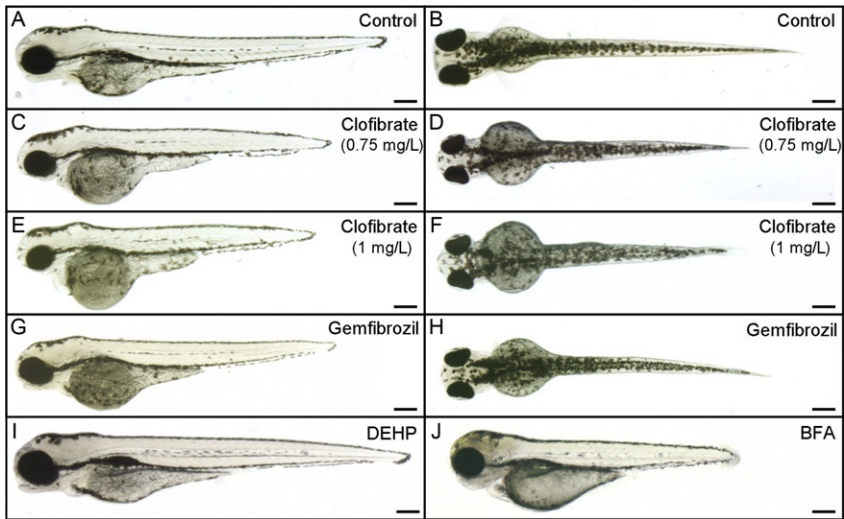 A Control
B Control
C Clofibrate
(0.75 mg/L)
D Clofibrate
(0.75 mg/L)
E Clofibrate
(1 mg/L)
F Clofibrate
(1 mg/L)
G Gemfibrozil
H Gemfibrozil
I DEHP
J BFA